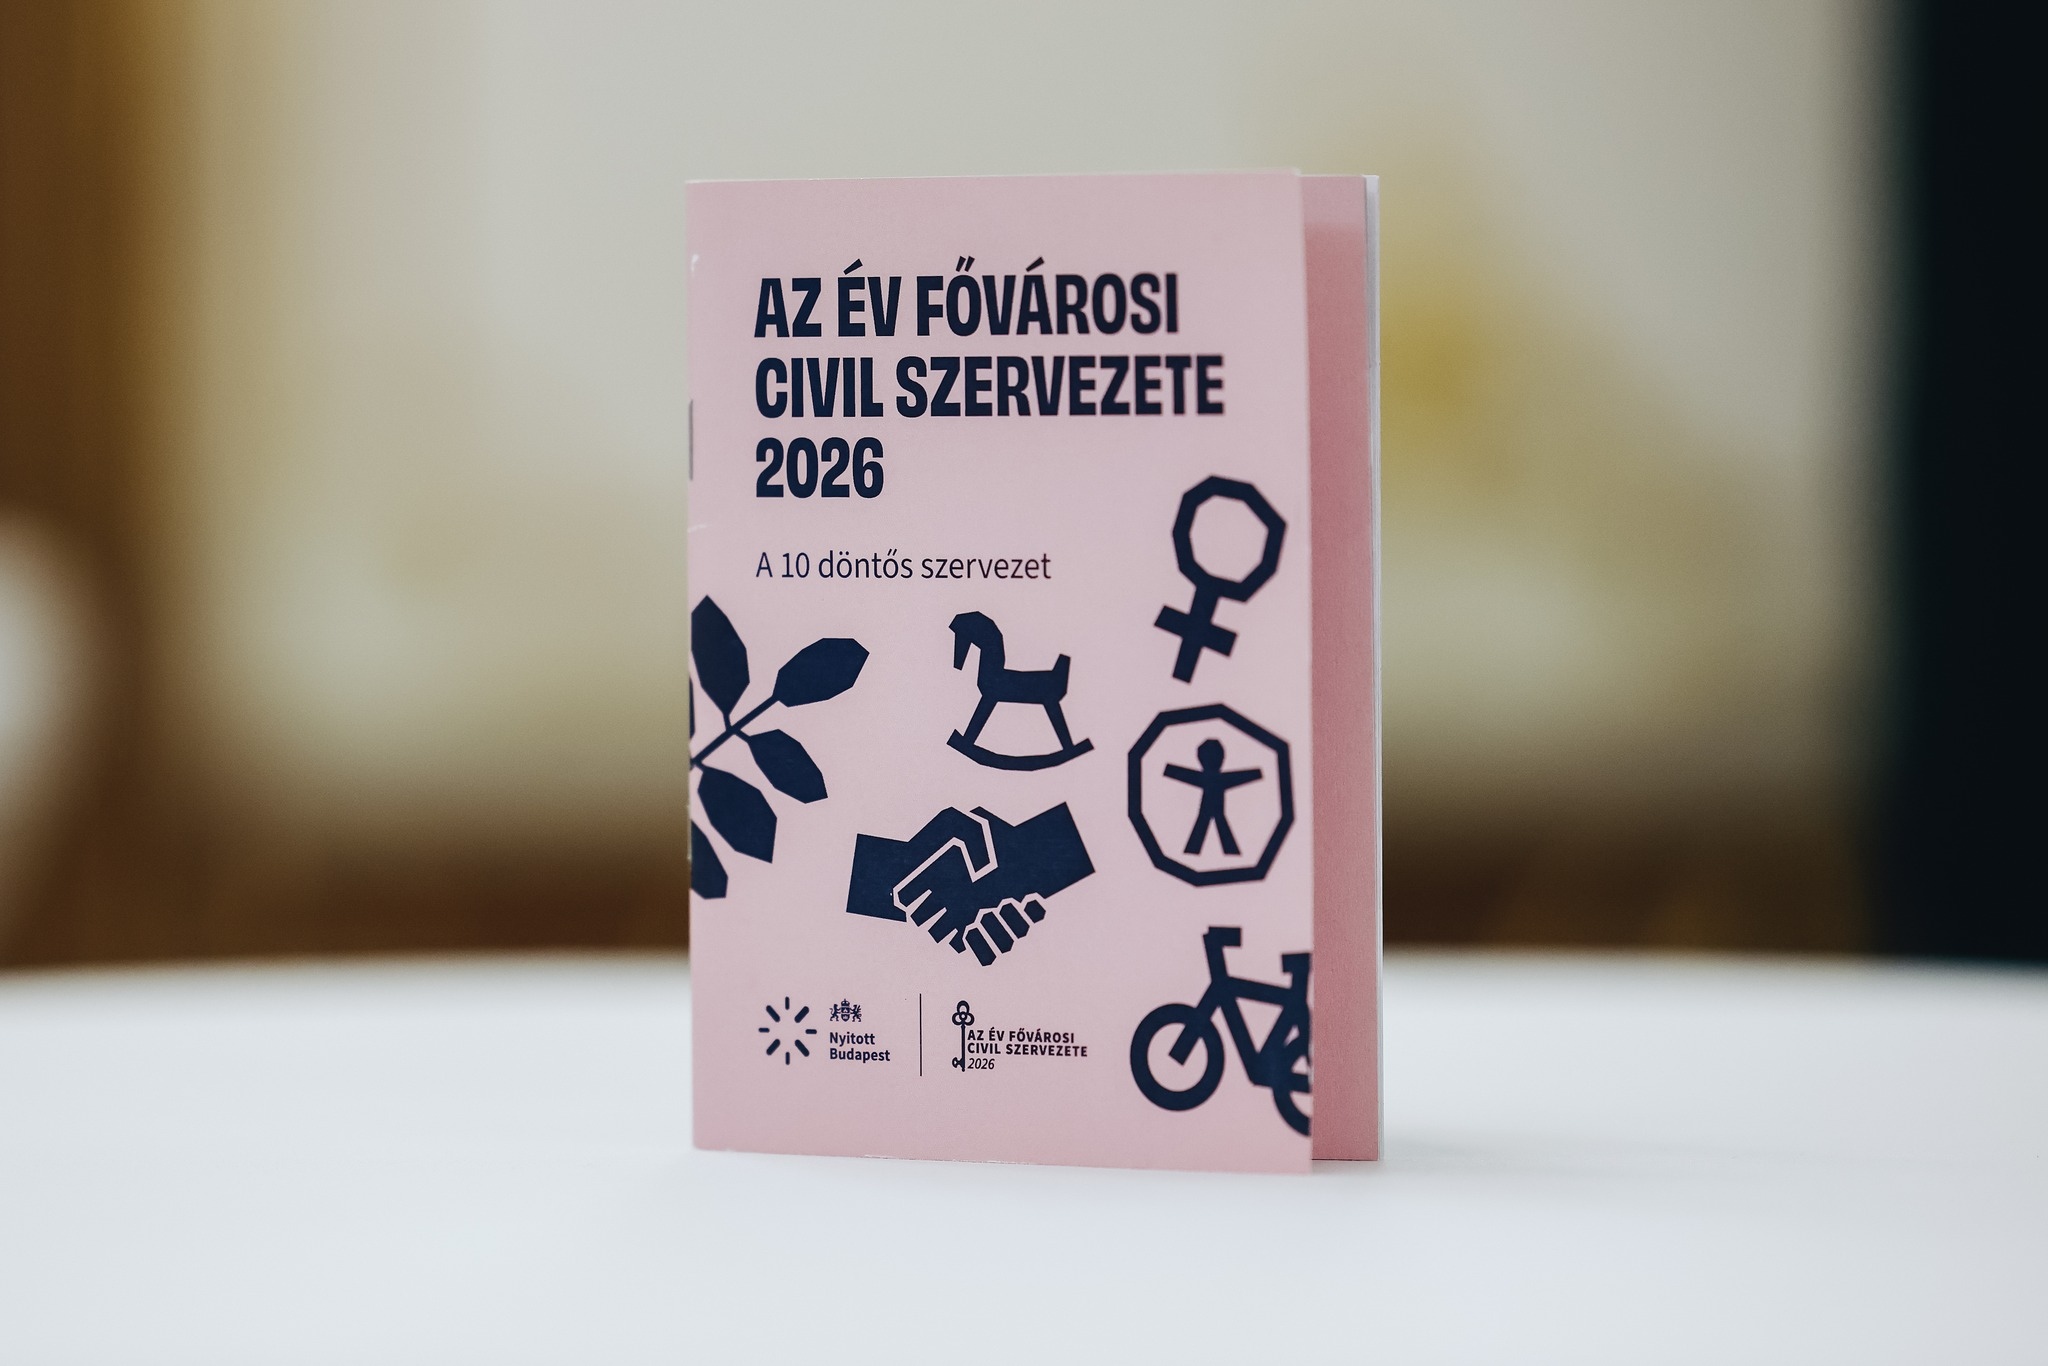 AZ ÉV FŐVÁROSI
CIVIL SZERVEZETE
2026
A 10 döntős szervezet
Nyitott
Budapest
AZ ÉV FŐVÁROSI
CIVIL SZERVEZETE
2026